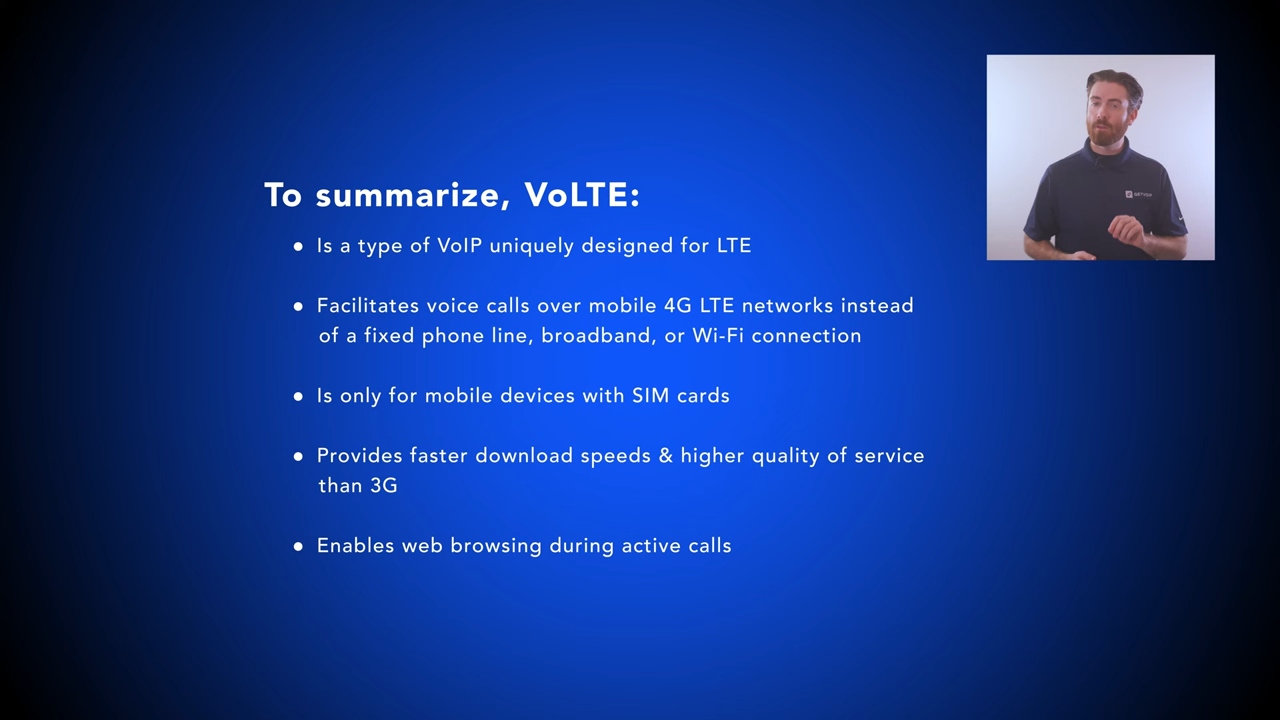 To summarize, VoLTE:
● Is a type of VoIP uniquely designed for LTE
● Facilitates voice calls over mobile 4G LTE networks instead
of a fixed phone line, broadband, or Wi-Fi connection
● Is only for mobile devices with SIM cards
● Provides faster download speeds & higher quality of service
than 3G
● Enables web browsing during active calls
GETVOIP